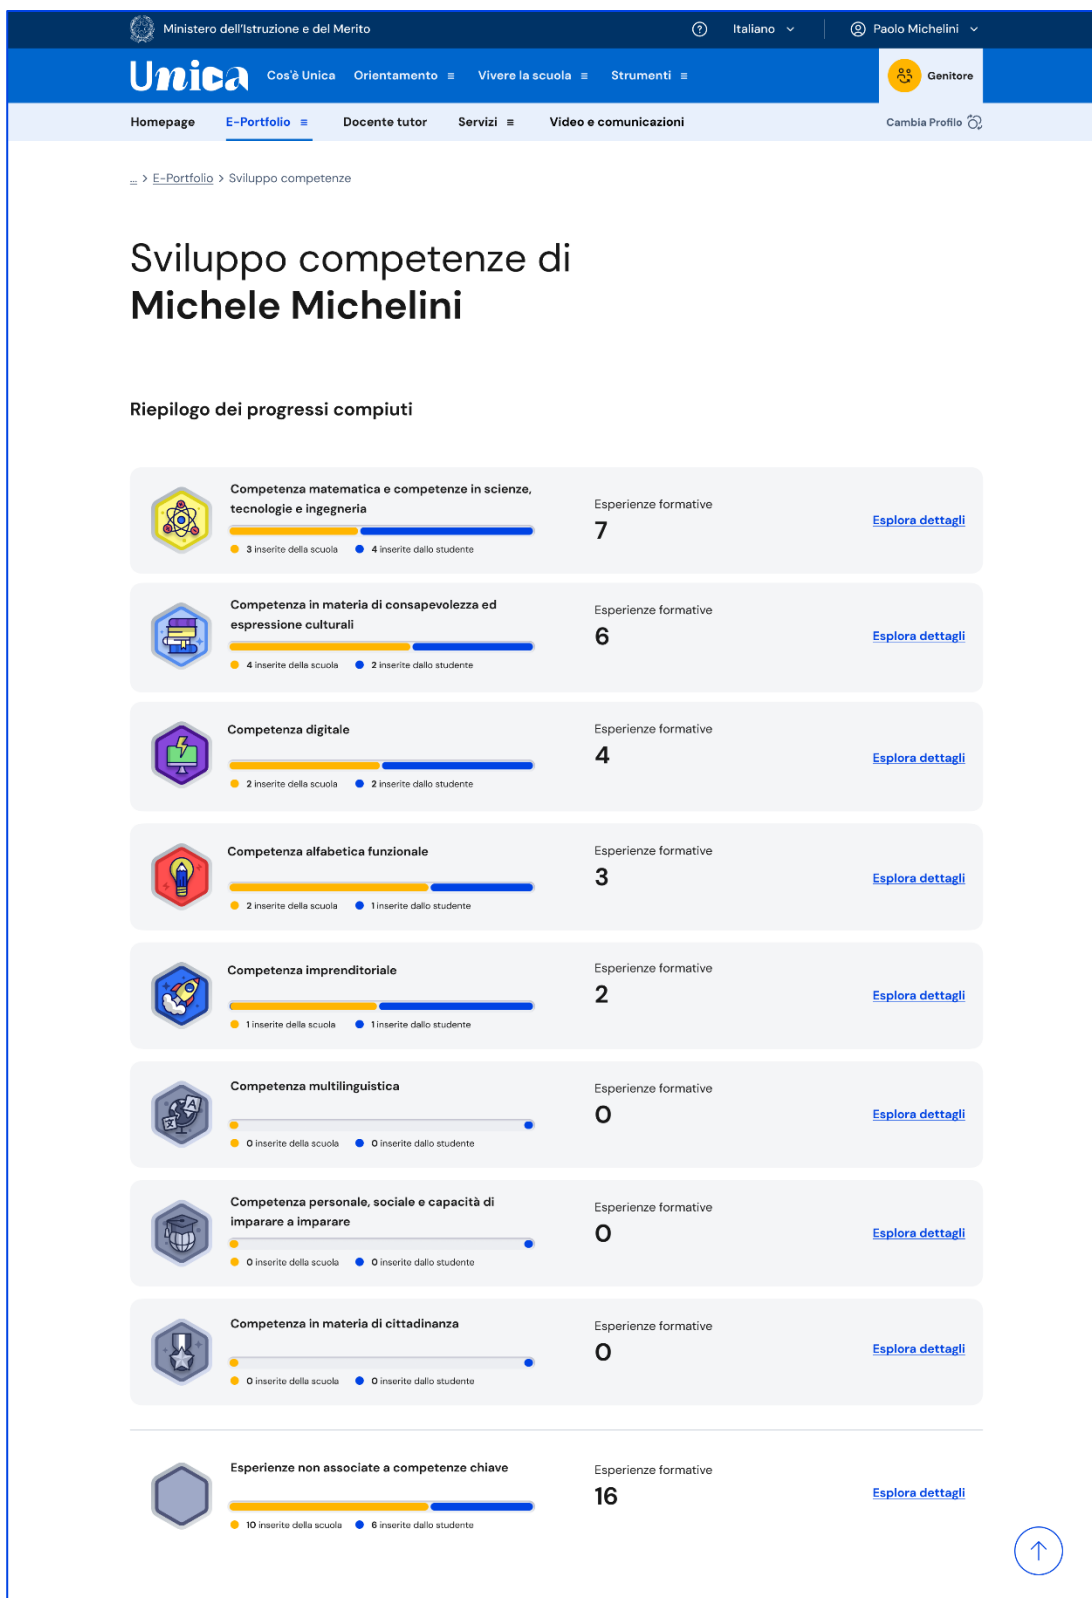 Ministero dell'Istruzione e del Merito
Italiano
Paolo Michelini
Unica
Cos'è Unica
Orientamento
Vivere la scuola
Strumenti
Genitore
Homepage
E-Portfolio
Docente tutor
Servizi
Video e comunicazioni
Cambia Profilo
... > E-Portfolio > Sviluppo competenze
Sviluppo competenze di
Michele Michelini
Riepilogo dei progressi compiuti
Competenza matematica e competenze in scienze,
tecnologie e ingegneria
3 inserite della scuola
4 inserite dallo studente
Esperienze formative
7
Esplora dettagli
Competenza in materia di consapevolezza ed
espressione culturali
4 inserite della scuola
2 inserite dallo studente
Esperienze formative
6
Esplora dettagli
Competenza digitale
2 inserite della scuola
2 inserite dallo studente
Esperienze formative
4
Esplora dettagli
Competenza alfabetica funzionale
2 inserite della scuola
1 inserite dallo studente
Esperienze formative
3
Esplora dettagli
Competenza imprenditoriale
1 inserite della scuola
1 inserite dallo studente
Esperienze formative
2
Esplora dettagli
Competenza multilinguistica
0 inserite della scuola
0 inserite dallo studente
Esperienze formative
0
Esplora dettagli
Competenza personale, sociale e capacità di
imparare a imparare
0 inserite della scuola
0 inserite dallo studente
Esperienze formative
0
Esplora dettagli
Competenza in materia di cittadinanza
0 inserite della scuola
0 inserite dallo studente
Esperienze formative
0
Esplora dettagli
Esperienze non associate a competenze chiave
10 inserite della scuola
6 inserite dallo studente
Esperienze formative
16
Esplora dettagli